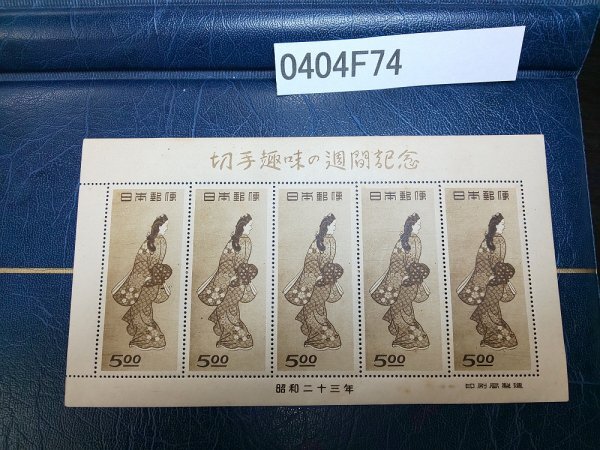 0404F74
切手趣味の週間記念
日本郵便 日本郵便 日本郵便 日本郵便 日本郵便
5.00 5.00 5.00 5.00 5.00
昭和二十三年
印刷局製造